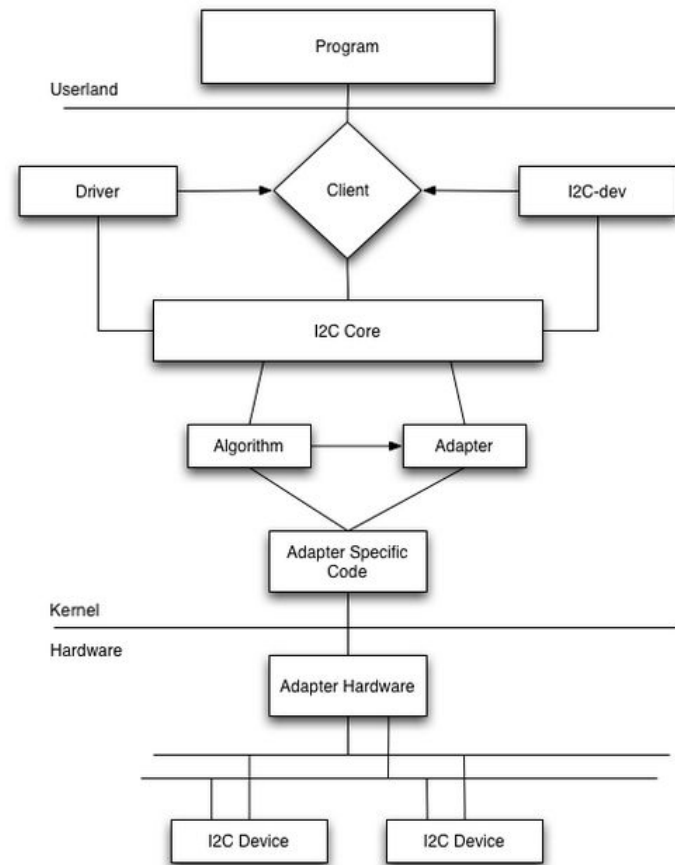 Program
Userland
Driver
Client
I2C-dev
I2C Core
Algorithm
Adapter
Adapter Specific
Code
Kernel
Hardware
Adapter Hardware
I2C Device
I2C Device